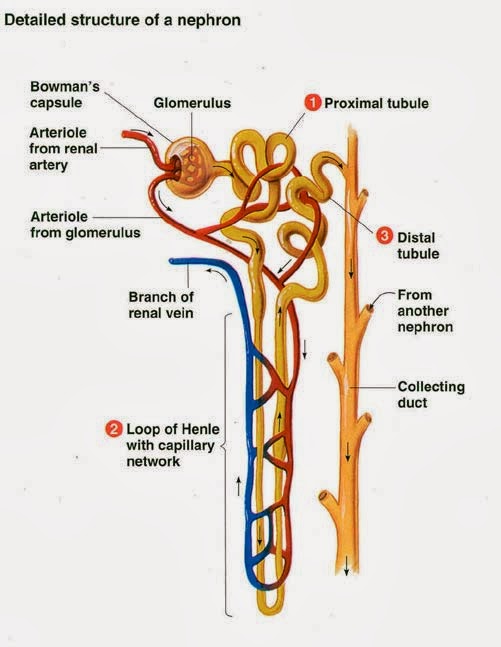 Detailed structure of a nephron
Bowman's
capsule
Glomerulus
1 Proximal tubule
Arteriole
from renal
artery
Arteriole
from glomerulus
3 Distal
tubule
Branch of
renal vein
From
another
nephron
Collecting
duct
2 Loop of Henle
with capillary
network